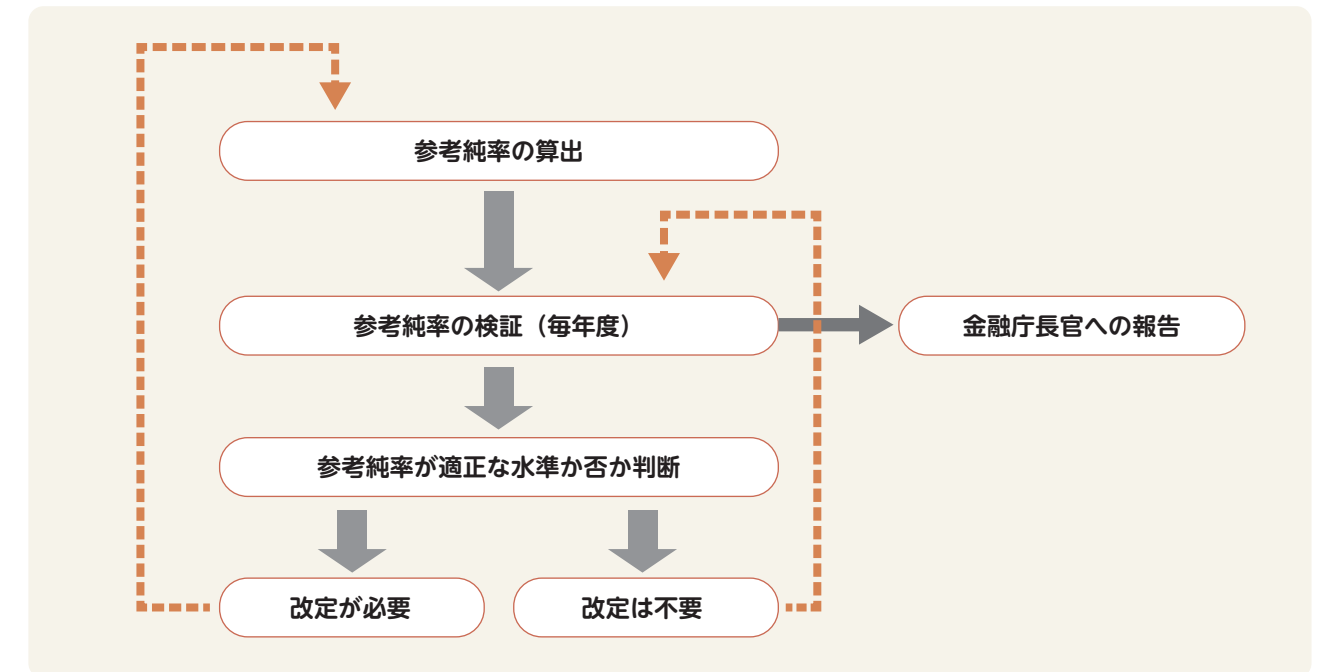 参考純率の算出
参考純率の検証（毎年度）
金融庁長官への報告
参考純率が適正な水準か否か判断
改定が必要
改定は不要